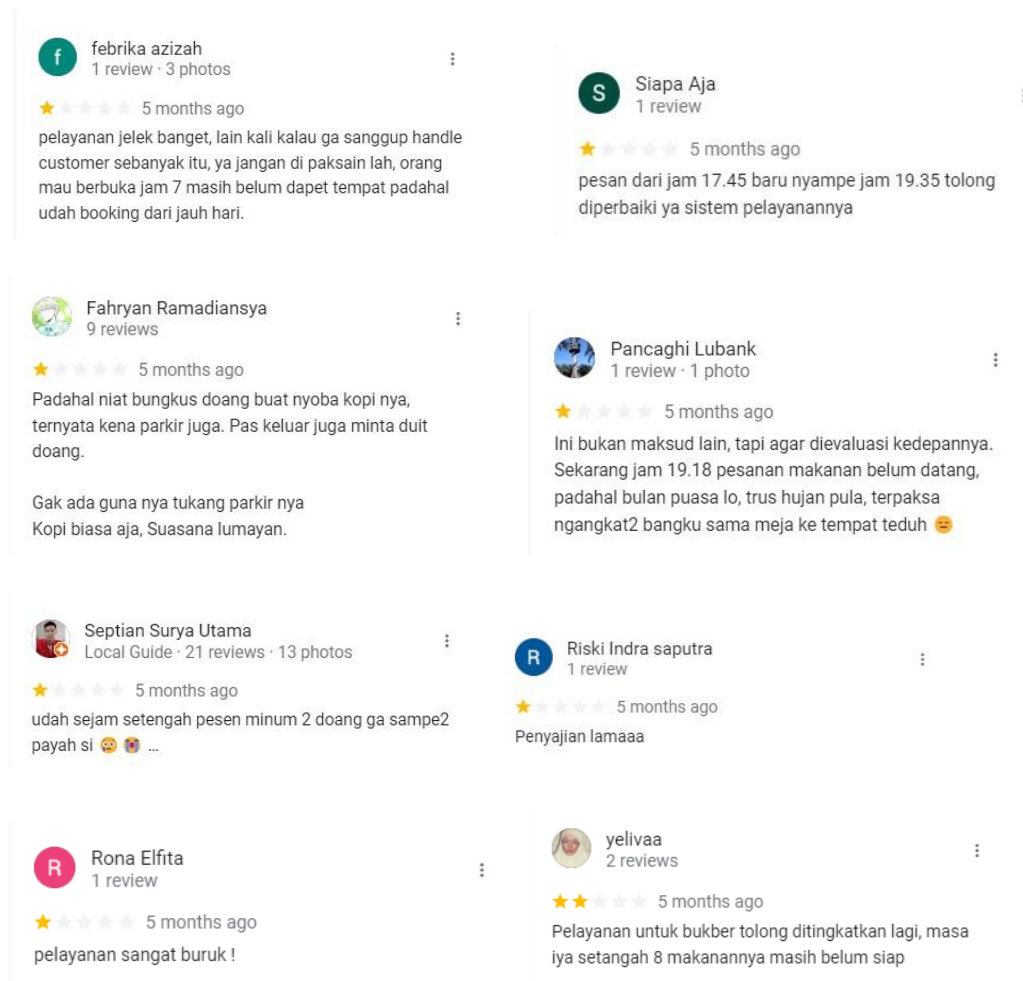 f
febrika azizah
1 review · 3 photos
5 months ago
pelayanan jelek banget, lain kali kalau ga sanggup handle
customer sebanyak itu, ya jangan di paksain lah, orang
mau berbuka jam 7 masih belum dapet tempat padahal
udah booking dari jauh hari.
S
Siapa Aja
1 review
5 months ago
pesan dari jam 17.45 baru nyampe jam 19.35 tolong
diperbaiki ya sistem pelayanannya
Fahryan Ramadiansya
9 reviews
5 months ago
Padahal niat bungkus doang buat nyoba kopi nya,
ternyata kena parkir juga. Pas keluar juga minta duit
doang.
Gak ada guna nya tukang parkir nya
Kopi biasa aja, Suasana lumayan.
Pancaghi Lubank
1 review · 1 photo
5 months ago
Ini bukan maksud lain, tapi agar dievaluasi kedepannya.
Sekarang jam 19.18 pesanan makanan belum datang,
padahal bulan puasa lo, trus hujan pula, terpaksa
ngangkat2 bangku sama meja ke tempat teduh 😑
Septian Surya Utama
Local Guide · 21 reviews · 13 photos
5 months ago
udah sejam setengah pesen minum 2 doang ga sampe2
payah si 😳 😭 ...
R
Riski Indra saputra
1 review
5 months ago
Penyajian lamaaa
R
Rona Elfita
1 review
5 months ago
pelayanan sangat buruk !
yelivaa
2 reviews
5 months ago
Pelayanan untuk bukber tolong ditingkatkan lagi, masa
iya setangah 8 makanannya masih belum siap